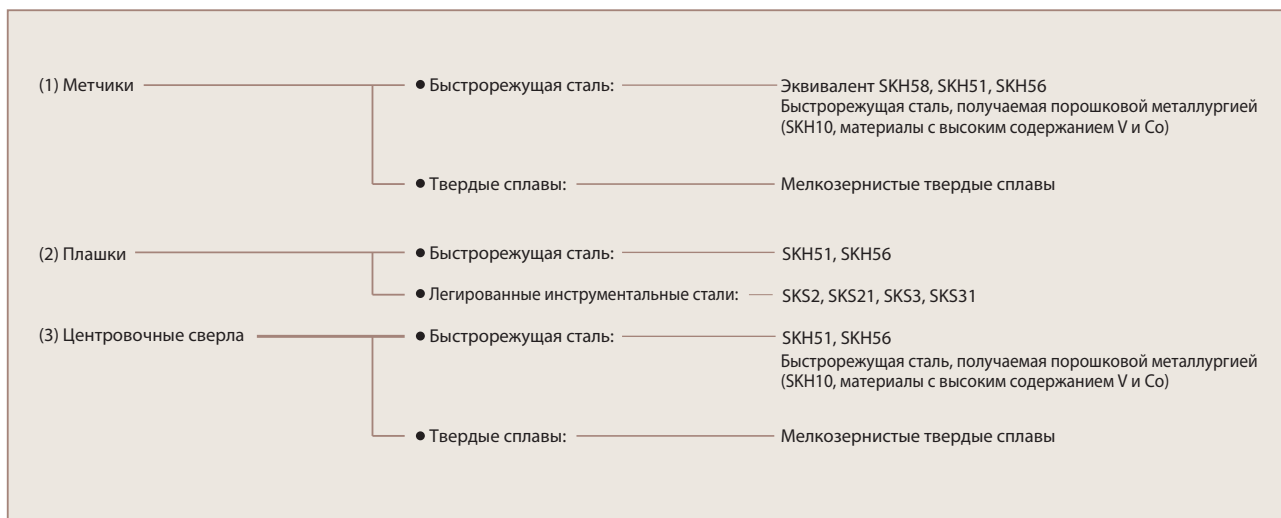 (1) Метчики ● Быстрорежущая сталь: Эквивалент SKH58, SKH51, SKH56
Быстрорежущая сталь, получаемая порошковой металлургией
(SKH10, материалы с высоким содержанием V и Co)
● Твердые сплавы: Мелкозернистые твердые сплавы
(2) Плашки ● Быстрорежущая сталь: SKH51, SKH56
● Легированные инструментальные стали: SKS2, SKS21, SKS3, SKS31
(3) Центровочные сверла ● Быстрорежущая сталь: SKH51, SKH56
Быстрорежущая сталь, получаемая порошковой металлургией
(SKH10, материалы с высоким содержанием V и Co)
● Твердые сплавы: Мелкозернистые твердые сплавы